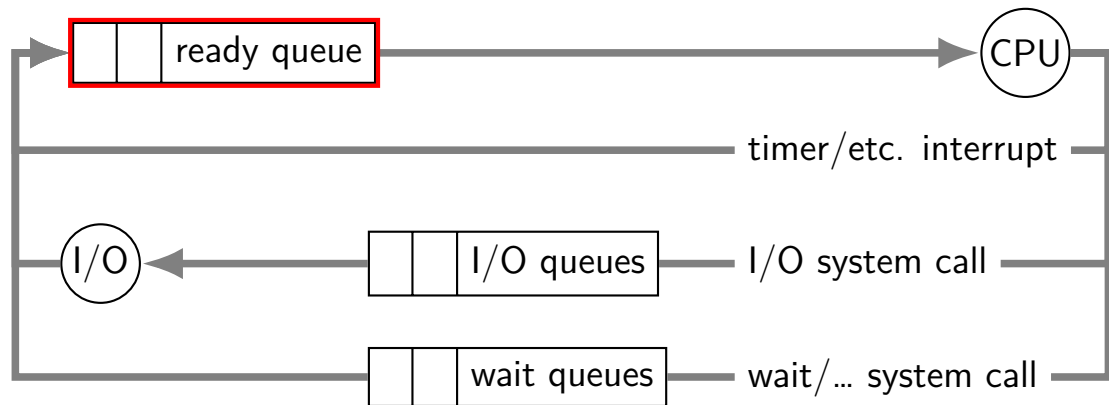 ready queue
CPU
timer/etc. interrupt
I/O
I/O queues
I/O system call
wait queues
wait/... system call